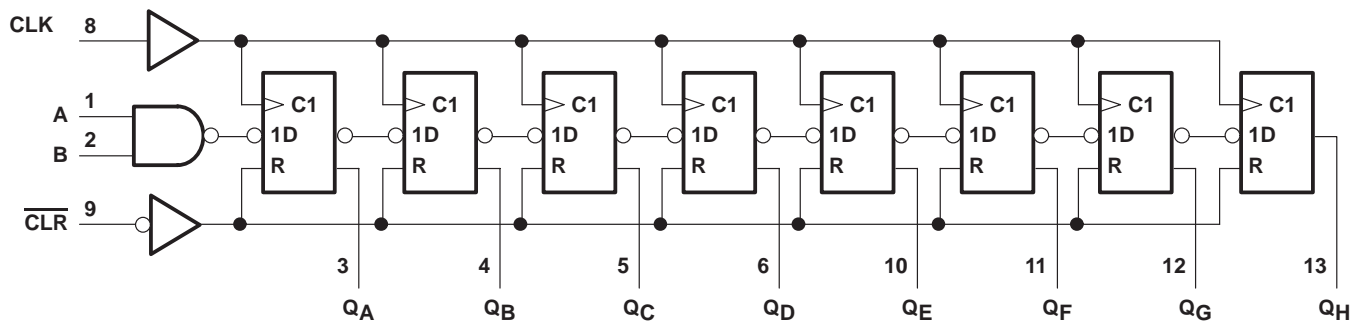 CLK 8
C1 C1 C1 C1 C1 C1 C1 C1
A 1
1D 1D 1D 1D 1D 1D 1D 1D
B 2
R R R R R R R R
CLR 9
3 4 5 6 10 11 12 13
QA QB QC QD QE QF QG QH